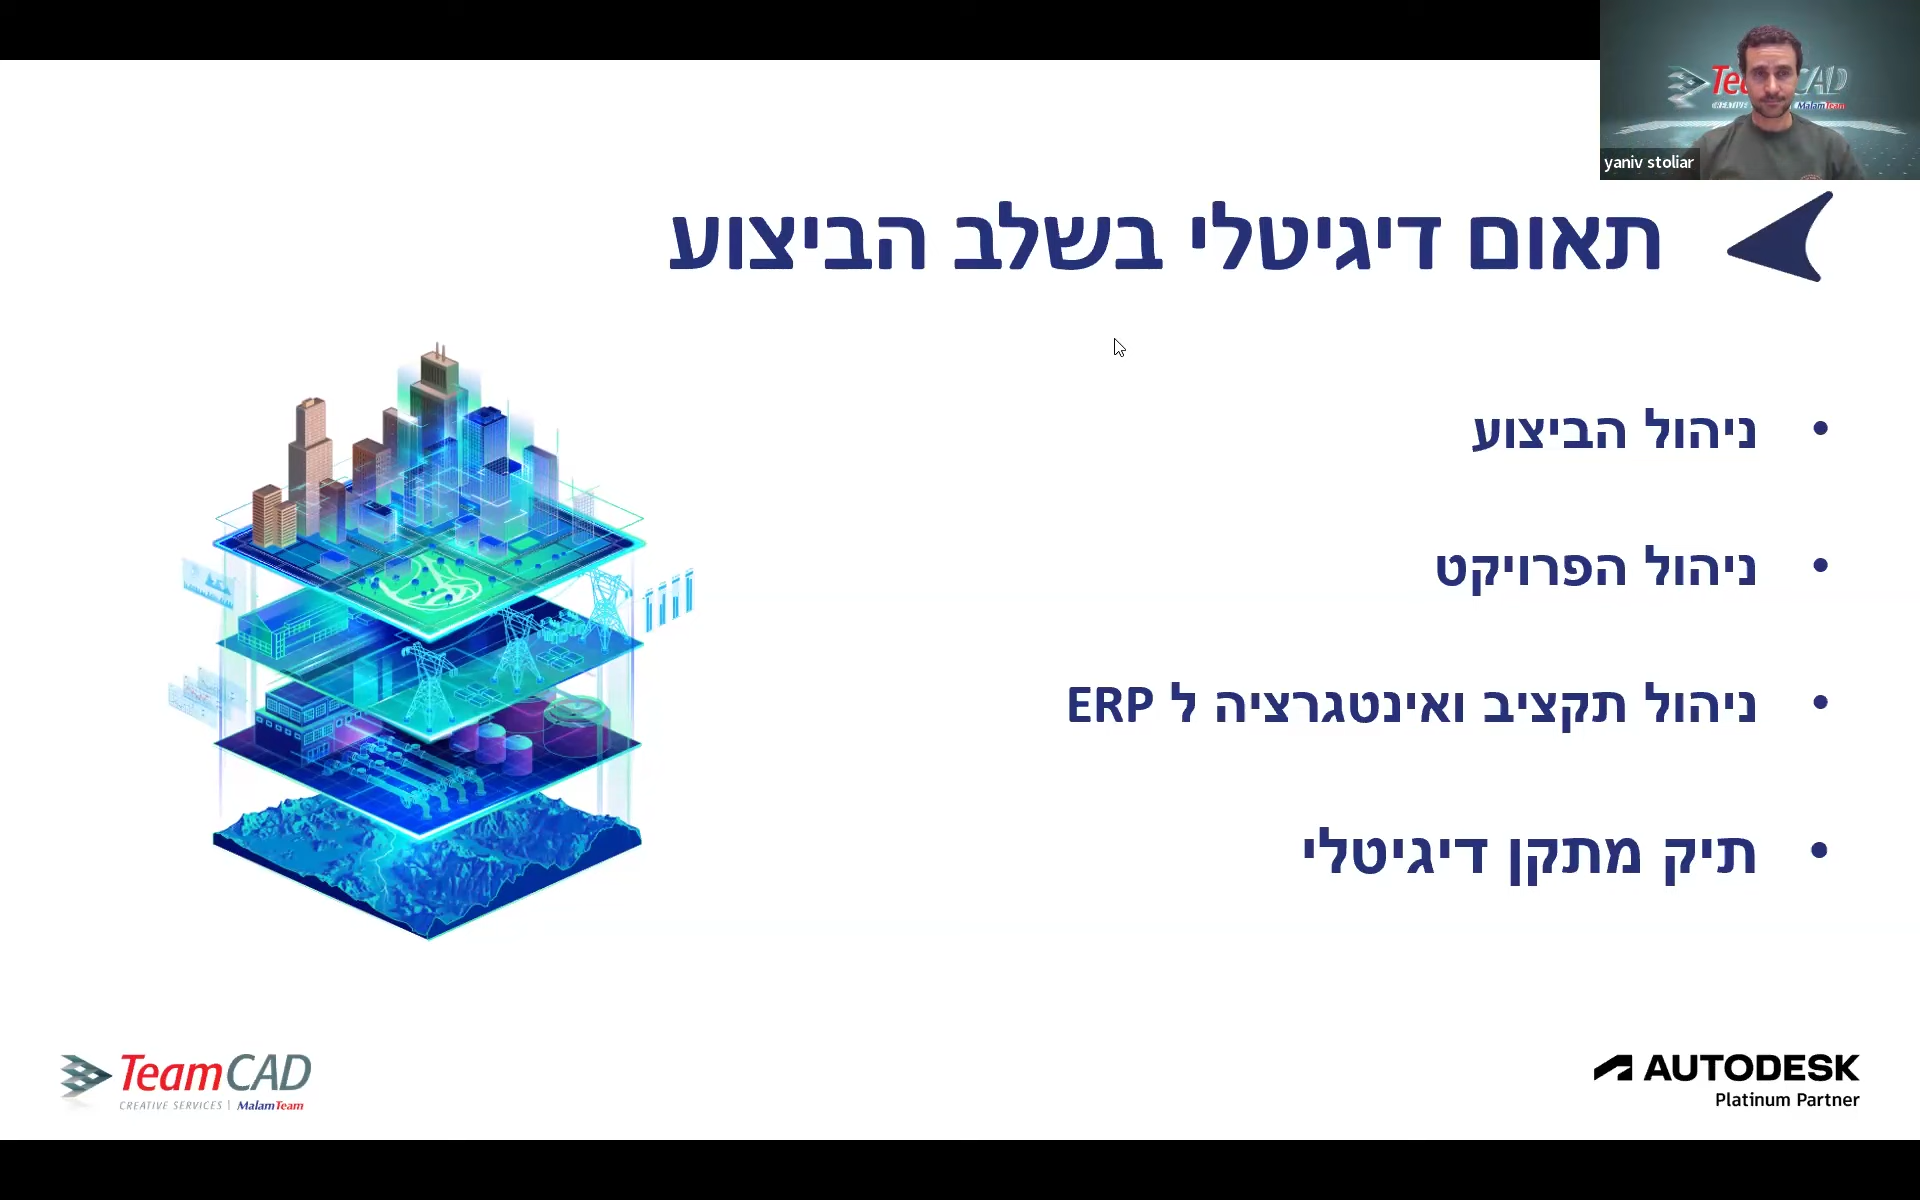 TeamCAD
yaniv stoliar
תאום דיגיטלי בשלב הביצוע
• ניהול הביצוע
• ניהול הפרויקט
• ניהול תקציב ואינטגרציה ל ERP
• תיק מתקן דיגיטלי
TeamCAD
CREATIVE SERVICES | MalamTeam
AUTODESK
Platinum Partner